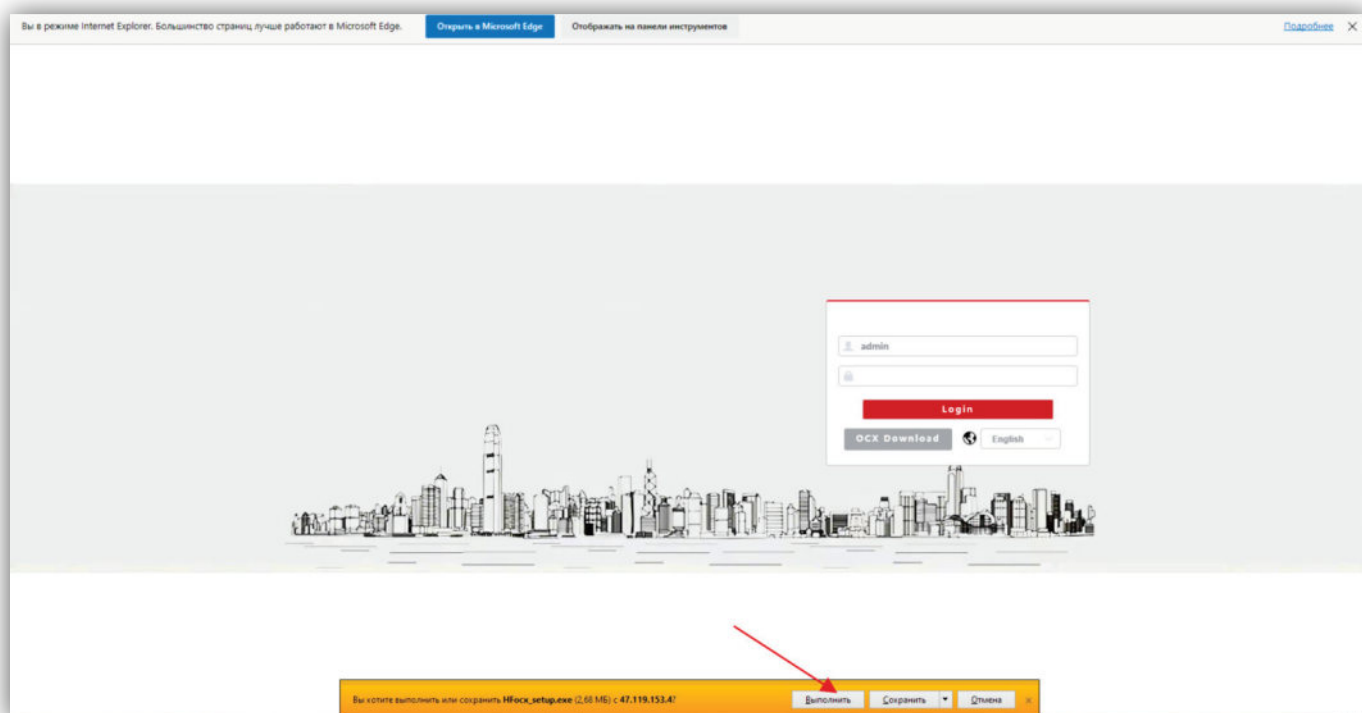 Вы в режиме Internet Explorer. Большинство страниц лучше работают в Microsoft Edge. Открыть в Microsoft Edge Отображать на панели инструментов Подробнее
admin
Login
OCX Download English
Вы хотите выполнить или сохранить HFocx_setup.exe (2,68 МБ) с 47.119.153.4? Выполнить Сохранить Отмена